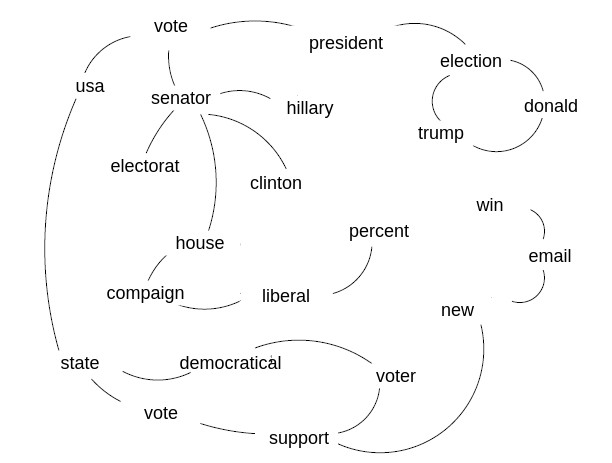 vote
president
election
usa
senator
hillary
donald
trump
electorat
clinton
win
percent
house
email
compaign
liberal
new
state
democratical
voter
vote
support